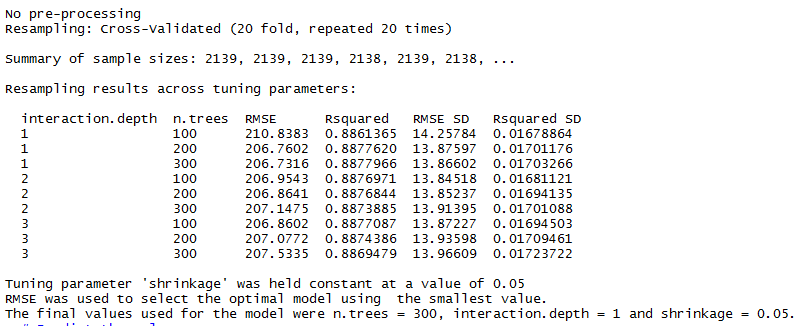 No pre-processing
Resampling: Cross-Validated (20 fold, repeated 20 times)
Summary of sample sizes: 2139, 2139, 2139, 2138, 2139, 2138, ...
Resampling results across tuning parameters:
interaction.depth n.trees RMSE Rsquared RMSE SD Rsquared SD
1 100 210.8383 0.8861365 14.25784 0.01678864
1 200 206.7602 0.8877620 13.87597 0.01701176
1 300 206.7316 0.8877966 13.86602 0.01703266
2 100 206.9543 0.8876971 13.84518 0.01681121
2 200 206.8641 0.8876844 13.85237 0.01694135
2 300 207.1475 0.8873885 13.91395 0.01701088
3 100 206.8602 0.8877087 13.87227 0.01694503
3 200 207.0772 0.8874386 13.93598 0.01709461
3 300 207.5335 0.8869479 13.96609 0.01723722
Tuning parameter 'shrinkage' was held constant at a value of 0.05
RMSE was used to select the optimal model using the smallest value.
The final values used for the model were n.trees = 300, interaction.depth = 1 and shrinkage = 0.05.